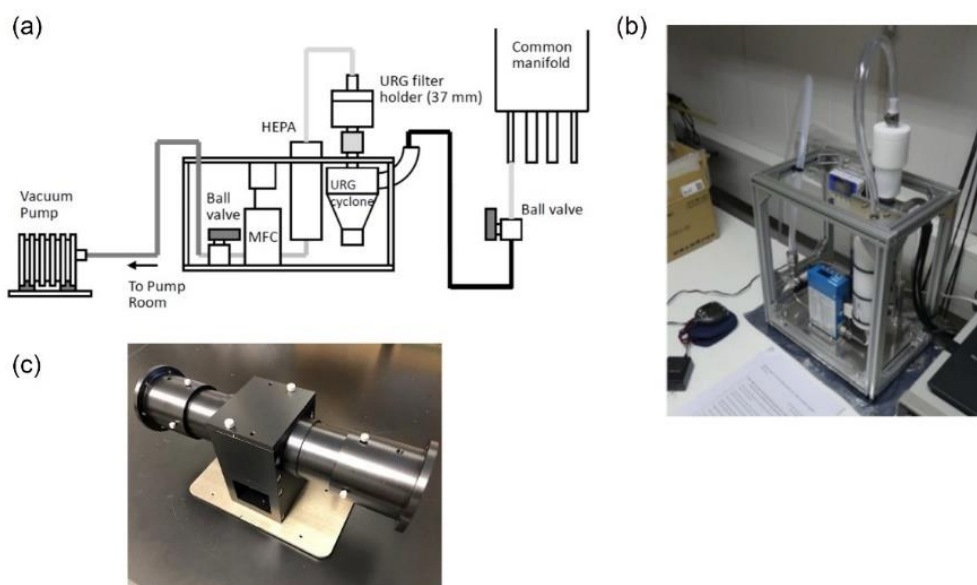 (a)
Common
manifold
URG filter
holder (37 mm)
HEPA
URG
cyclone
Ball
valve
MFC
Ball valve
Vacuum
Pump
To Pump
Room
(b)
(c)